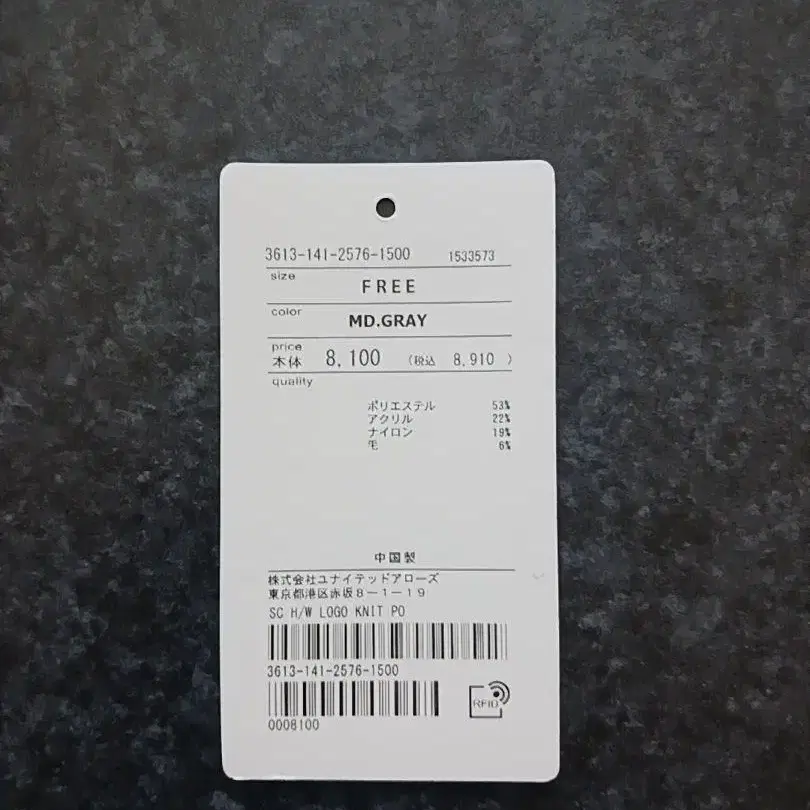 3613-141-2576-1500 1533573
size
FREE
color
MD.GRAY
price
本体 8,100 (税込 8,910 )
quality
ポリエステル 53%
アクリル 22%
ナイロン 19%
毛 6%
中国製
株式会社ユナイテッドアローズ
東京都港区赤坂8-1-19
SC H/W LOGO KNIT PO
3613-141-2576-1500
RFID
0008100